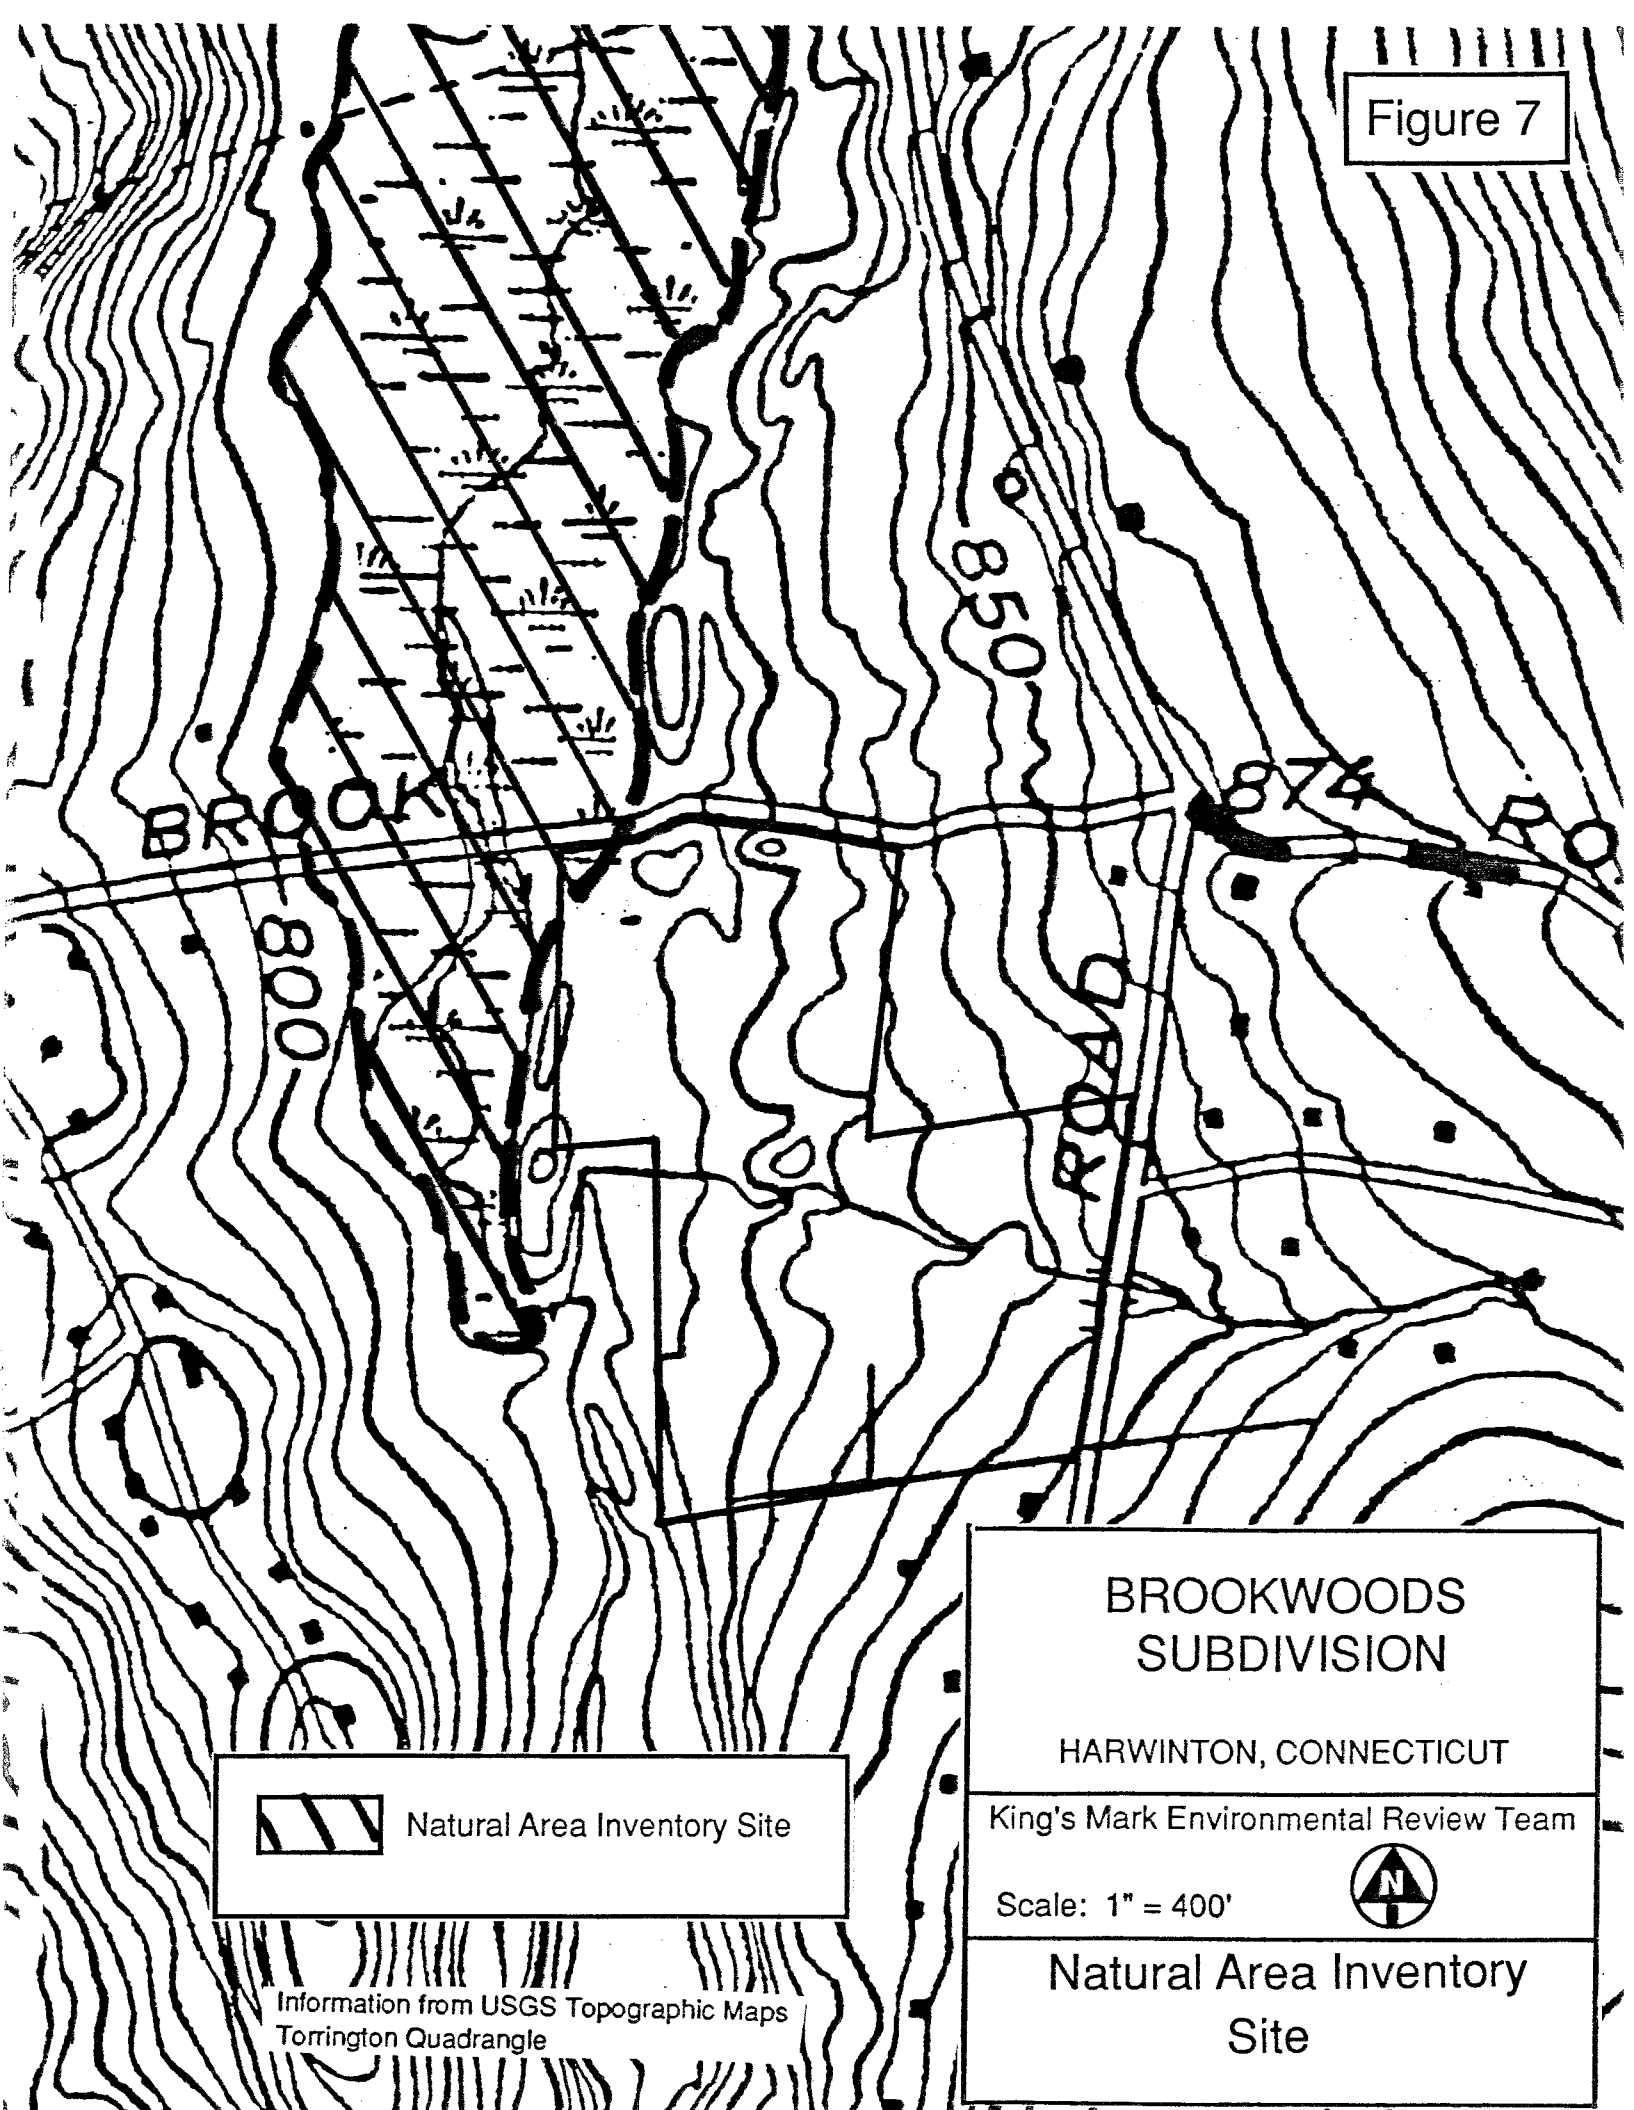 Figure 7
850
BROOK
874
RO
800
ROAD
BROOKWOODS
SUBDIVISION
HARWINTON, CONNECTICUT
Natural Area Inventory Site
King's Mark Environmental Review Team
Scale: 1" = 400'
N
Natural Area Inventory
Site
Information from USGS Topographic Maps
Torrington Quadrangle